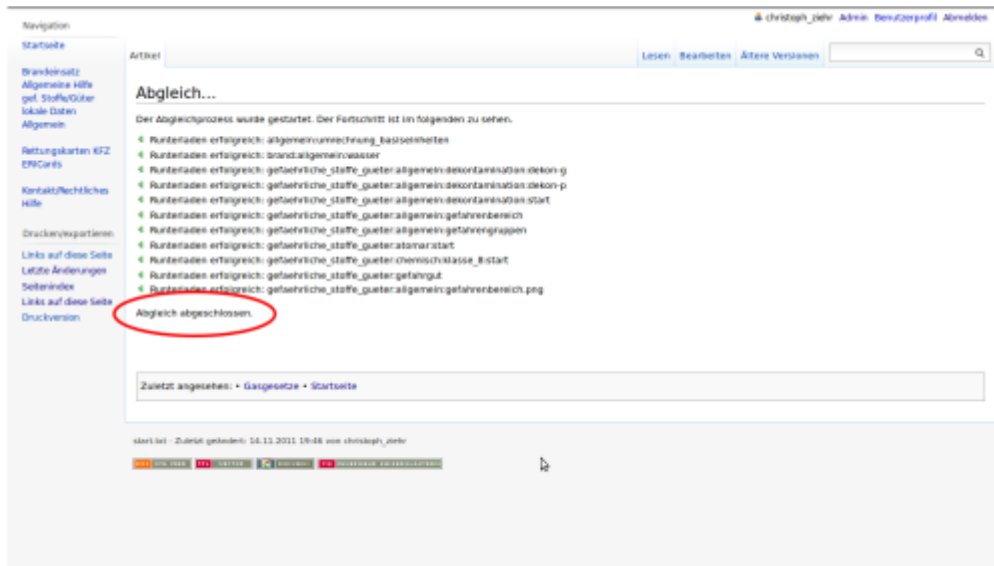 christoph_ziehr Admin Benutzerprofil Abmelden
Navigation
Startseite
Brandeinsatz
Allgemeine Hilfe
gef. Stoffe/Güter
lokale Daten
Allgemein
Rettungskarten KFZ
ERICards
Kontakt/Rechtliches
Hilfe
Drucken/exportieren
Links auf diese Seite
Letzte Änderungen
Seitenindex
Links auf diese Seite
Druckversion
Artikel
Lesen Bearbeiten Ältere Versionen
Abgleich...
Der Abgleichprozess wurde gestartet. Der Fortschritt ist im folgenden zu sehen.
Runterladen erfolgreich: allgemein:umrechnung_basiseinheiten
Runterladen erfolgreich: brand:allgemein:wasser
Runterladen erfolgreich: gefaehrliche_stoffe_gueter:allgemein:dekontamination:dekon-g
Runterladen erfolgreich: gefaehrliche_stoffe_gueter:allgemein:dekontamination:dekon-p
Runterladen erfolgreich: gefaehrliche_stoffe_gueter:allgemein:dekontamination:start
Runterladen erfolgreich: gefaehrliche_stoffe_gueter:allgemein:gefahrenbereich
Runterladen erfolgreich: gefaehrliche_stoffe_gueter:allgemein:gefahrengruppen
Runterladen erfolgreich: gefaehrliche_stoffe_gueter:atomar:start
Runterladen erfolgreich: gefaehrliche_stoffe_gueter:chemisch:klasse_8:start
Runterladen erfolgreich: gefaehrliche_stoffe_gueter:gefahrgut
Runterladen erfolgreich: gefaehrliche_stoffe_gueter:allgemein:gefahrenbereich.png
Abgleich abgeschlossen.
Zuletzt angesehen: • Gasgesetze • Startseite
start.txt · Zuletzt geändert: 14.11.2011 19:46 von christoph_ziehr